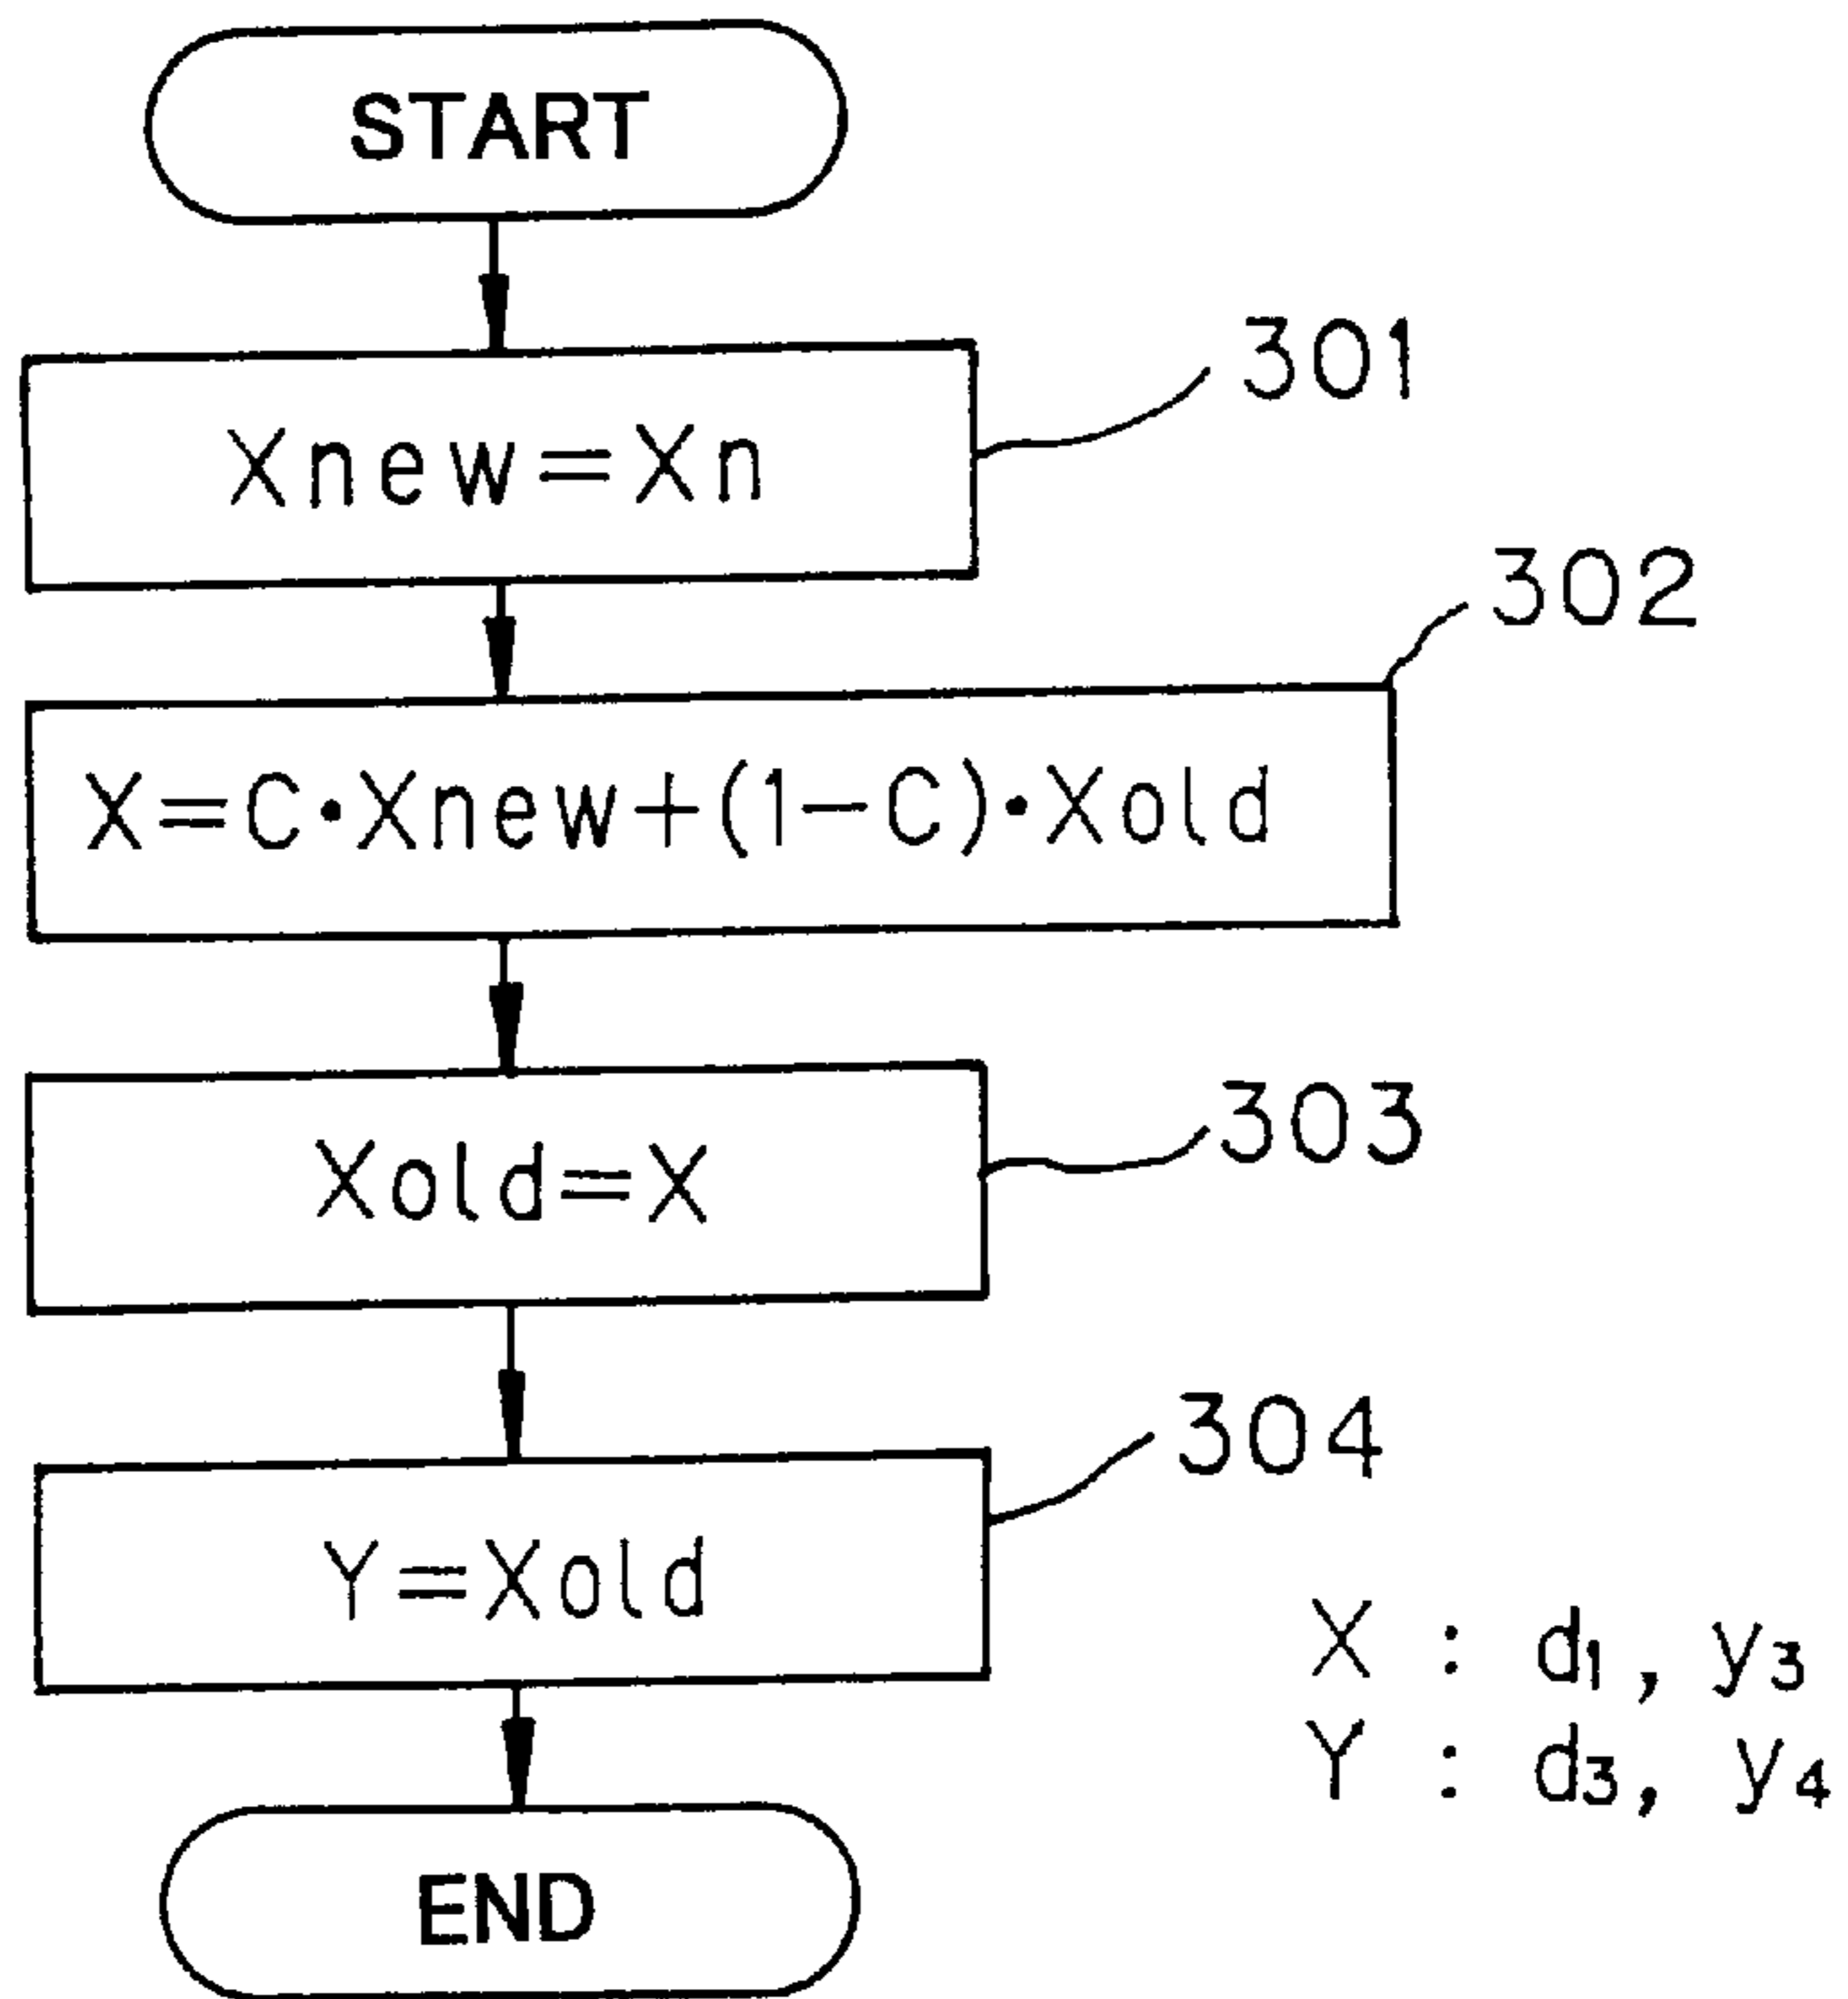 START
301
Xnew=Xn
302
X=C·Xnew+(1−C)·Xold
303
Xold=X
304
Y=Xold
X : d₁, y₃
Y : d₃, y₄
END